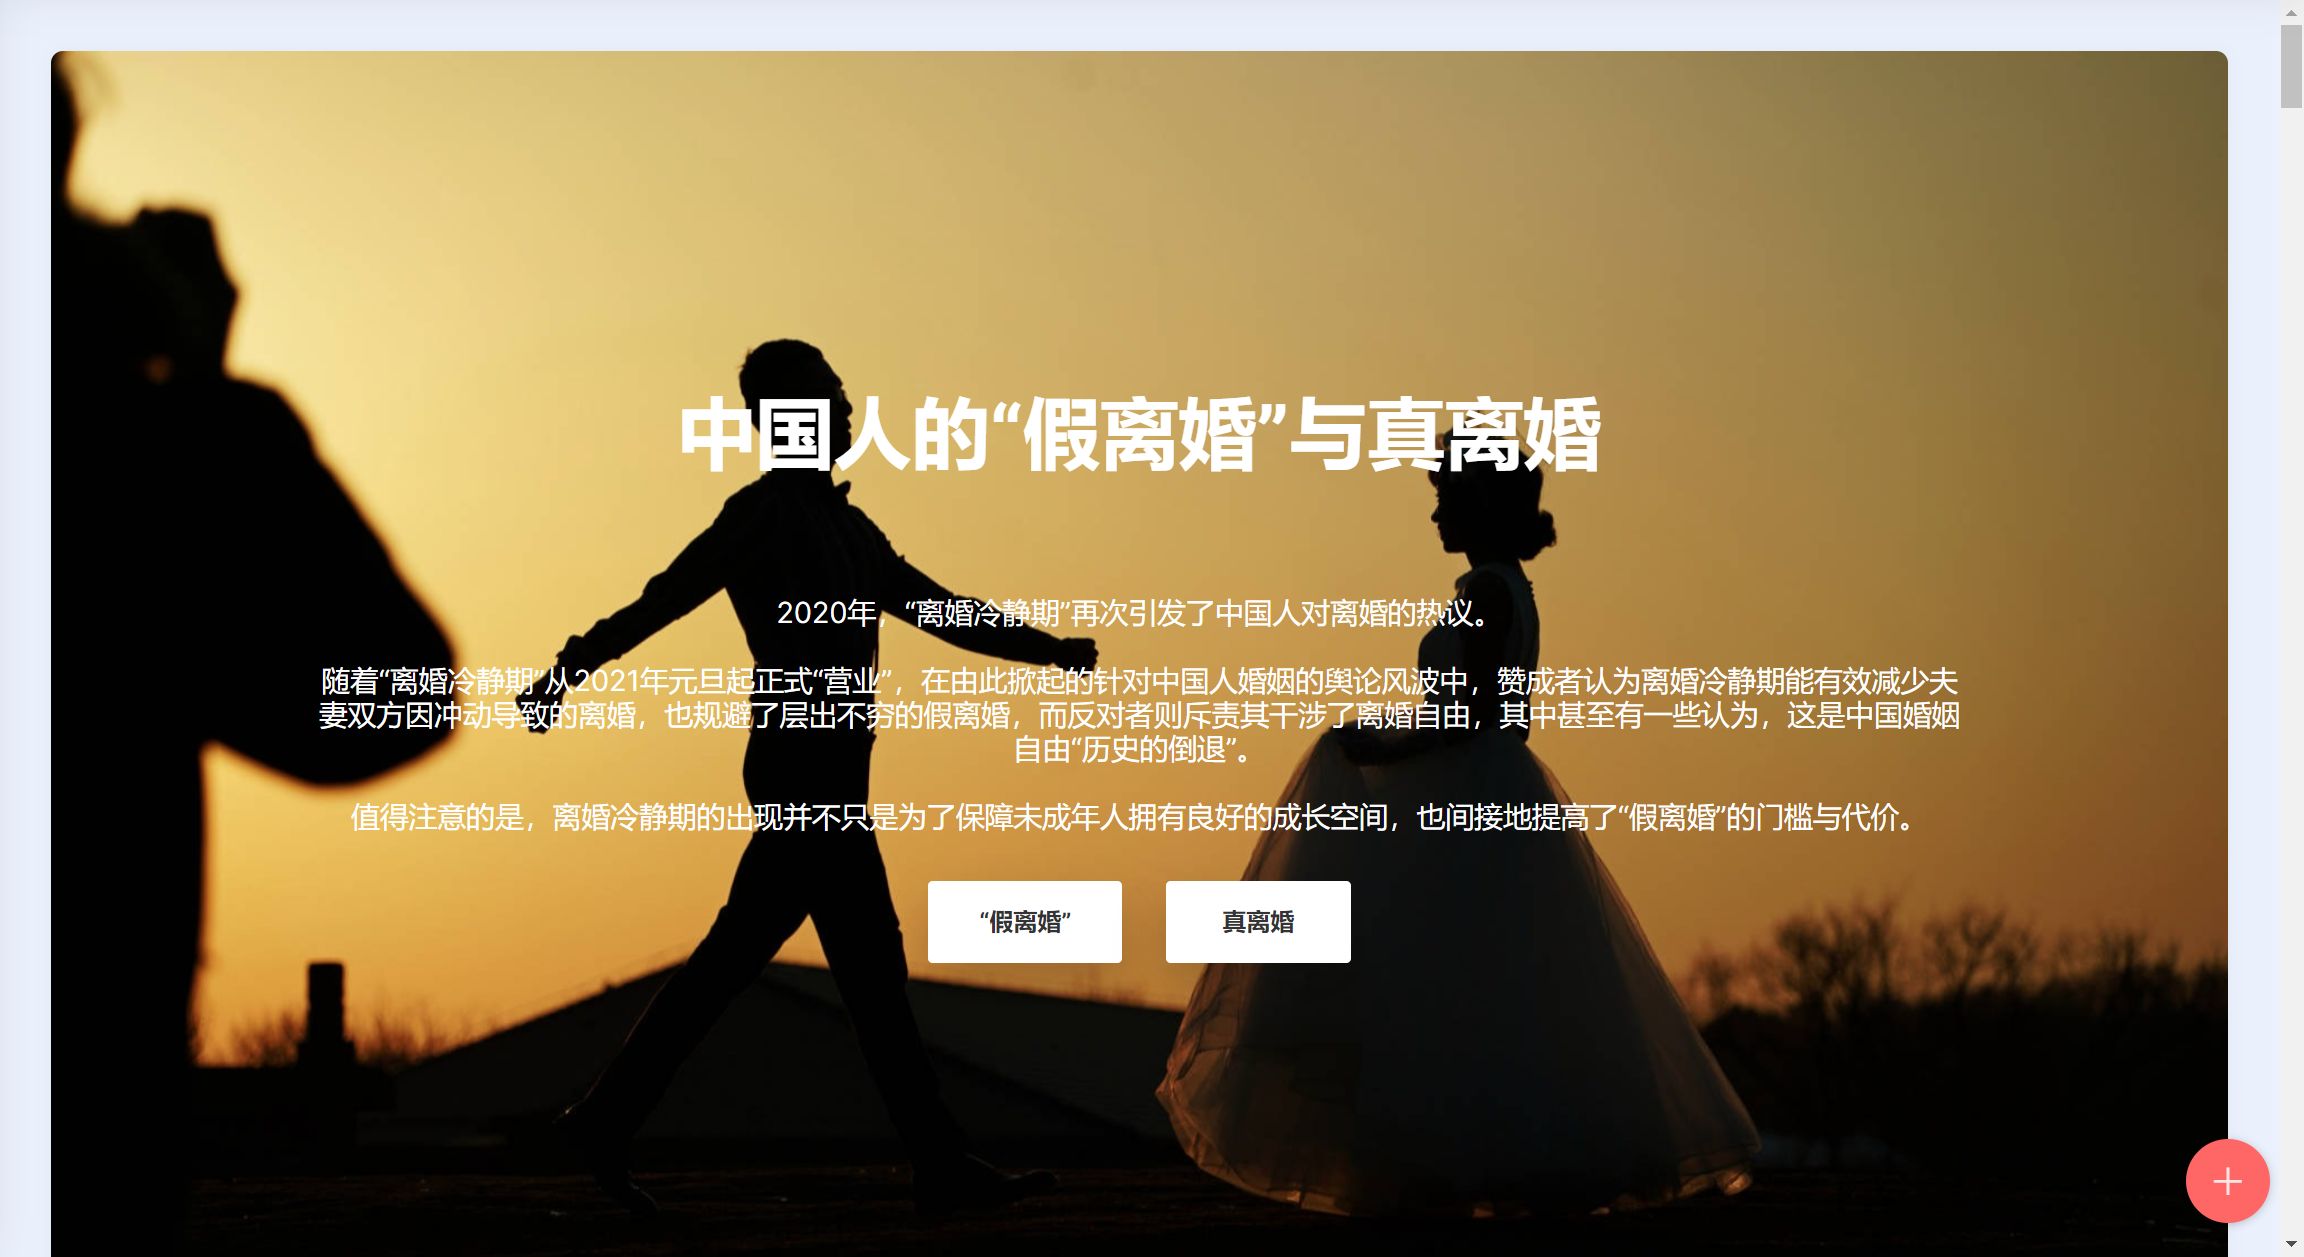 中国人的“假离婚”与真离婚
2020年，“离婚冷静期”再次引发了中国人对离婚的热议。
随着“离婚冷静期”从2021年元旦起正式“营业”，在由此掀起的针对中国人婚姻的舆论风波中，赞成者认为离婚冷静期能有效减少夫
妻双方因冲动导致的离婚，也规避了层出不穷的假离婚，而反对者则斥责其干涉了离婚自由，其中甚至有一些认为，这是中国婚姻
自由“历史的倒退”。
值得注意的是，离婚冷静期的出现并不只是为了保障未成年人拥有良好的成长空间，也间接地提高了“假离婚”的门槛与代价。
“假离婚”
真离婚